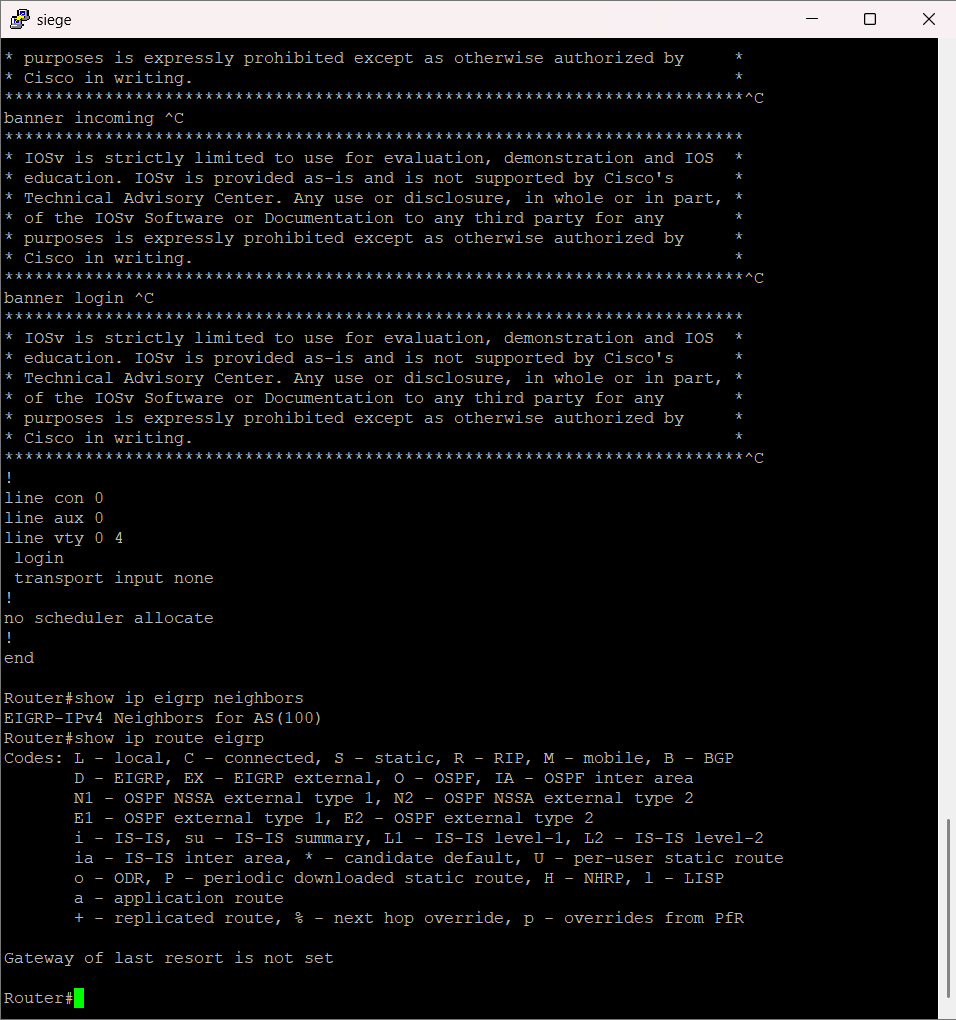 siege
* purposes is expressly prohibited except as otherwise authorized by     *
* Cisco in writing.                                                      *
**************************************************************************^C
banner incoming ^C
**************************************************************************
* IOSv is strictly limited to use for evaluation, demonstration and IOS  *
* education. IOSv is provided as-is and is not supported by Cisco's      *
* Technical Advisory Center. Any use or disclosure, in whole or in part, *
* of the IOSv Software or Documentation to any third party for any       *
* purposes is expressly prohibited except as otherwise authorized by     *
* Cisco in writing.                                                      *
**************************************************************************^C
banner login ^C
**************************************************************************
* IOSv is strictly limited to use for evaluation, demonstration and IOS  *
* education. IOSv is provided as-is and is not supported by Cisco's      *
* Technical Advisory Center. Any use or disclosure, in whole or in part, *
* of the IOSv Software or Documentation to any third party for any       *
* purposes is expressly prohibited except as otherwise authorized by     *
* Cisco in writing.                                                      *
**************************************************************************^C
!
line con 0
line aux 0
line vty 0 4
 login
 transport input none
!
no scheduler allocate
!
end

Router#show ip eigrp neighbors
EIGRP-IPv4 Neighbors for AS(100)
Router#show ip route eigrp
Codes: L - local, C - connected, S - static, R - RIP, M - mobile, B - BGP
       D - EIGRP, EX - EIGRP external, O - OSPF, IA - OSPF inter area
       N1 - OSPF NSSA external type 1, N2 - OSPF NSSA external type 2
       E1 - OSPF external type 1, E2 - OSPF external type 2
       i - IS-IS, su - IS-IS summary, L1 - IS-IS level-1, L2 - IS-IS level-2
       ia - IS-IS inter area, * - candidate default, U - per-user static route
       o - ODR, P - periodic downloaded static route, H - NHRP, l - LISP
       a - application route
       + - replicated route, % - next hop override, p - overrides from PfR

Gateway of last resort is not set

Router#